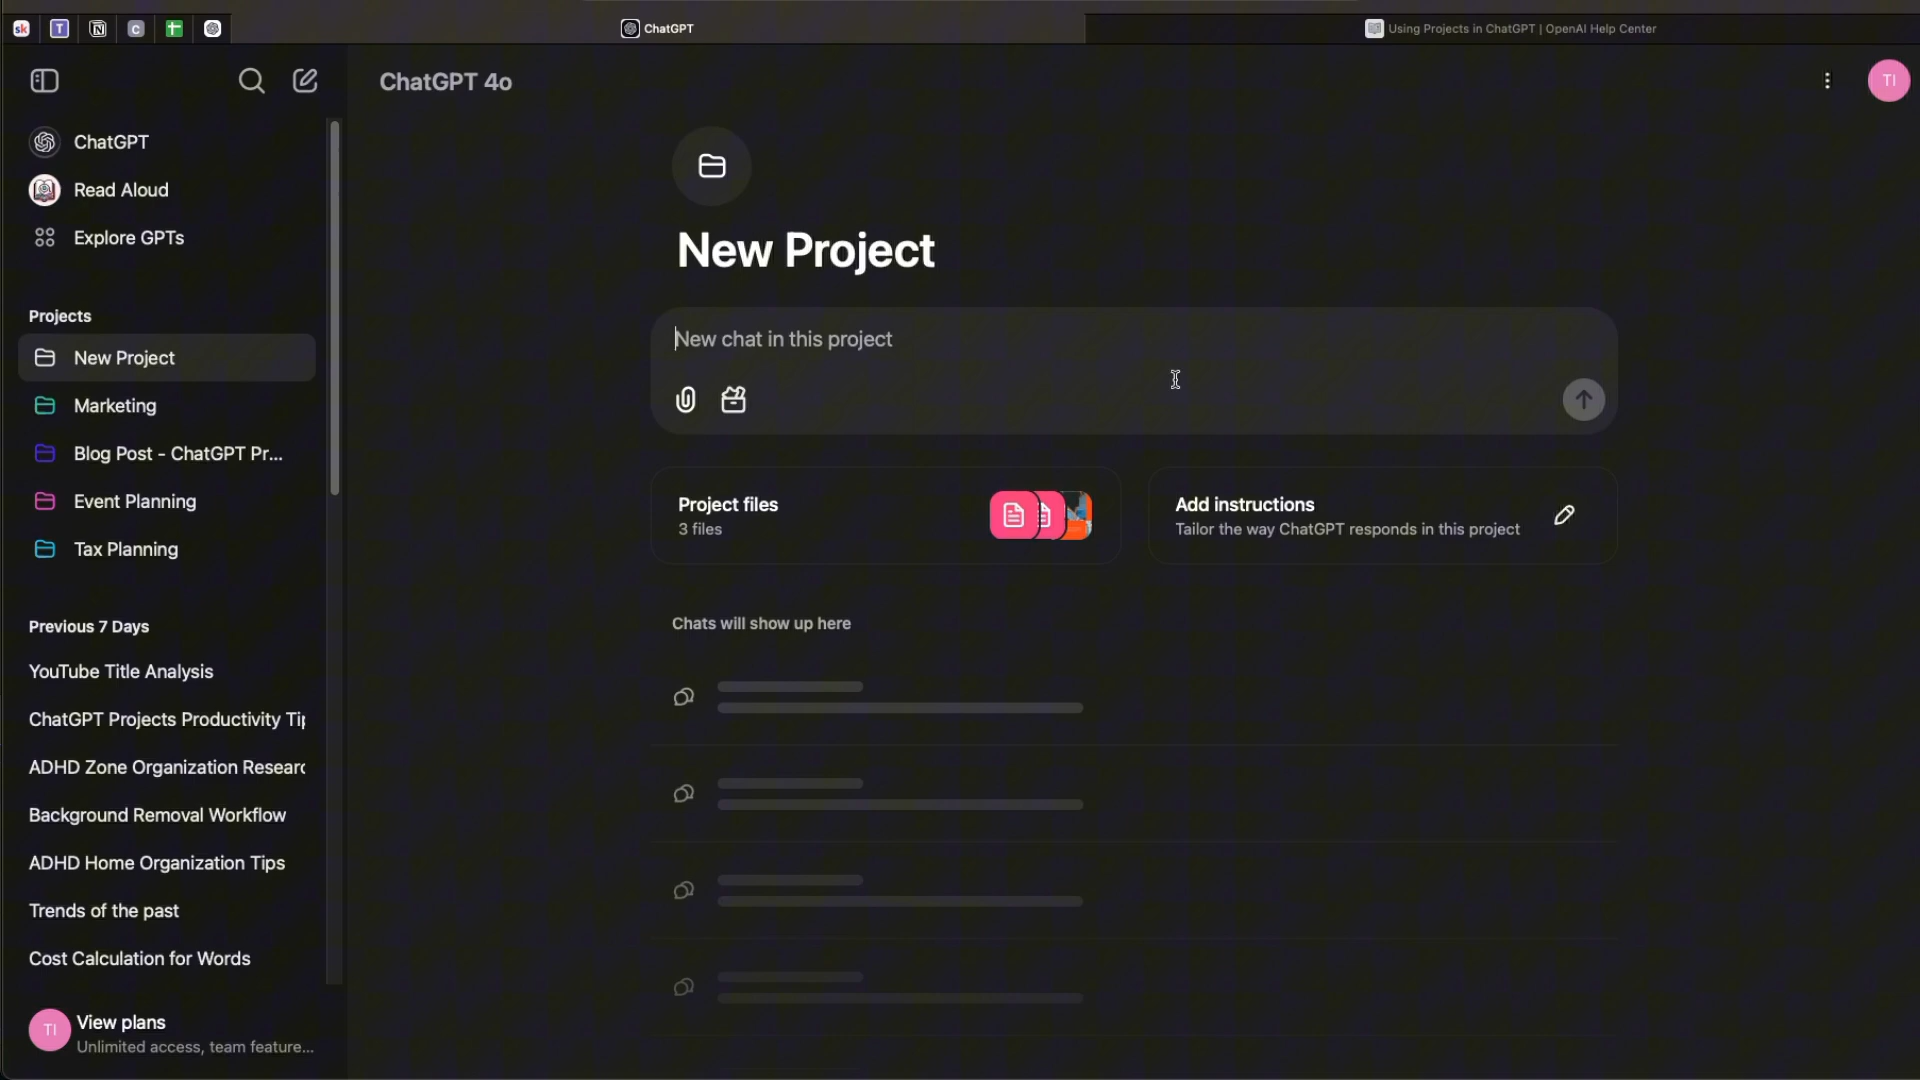 sk
T
N
C
ChatGPT
Using Projects in ChatGPT | OpenAI Help Center
ChatGPT 4o
TI
ChatGPT
Read Aloud
Explore GPTs
Projects
New Project
Marketing
Blog Post - ChatGPT Pr...
Event Planning
Tax Planning
Previous 7 Days
YouTube Title Analysis
ChatGPT Projects Productivity Tip
ADHD Zone Organization Researc
Background Removal Workflow
ADHD Home Organization Tips
Trends of the past
Cost Calculation for Words
TI
View plans
Unlimited access, team feature...
New Project
New chat in this project
Project files
3 files
Add instructions
Tailor the way ChatGPT responds in this project
Chats will show up here